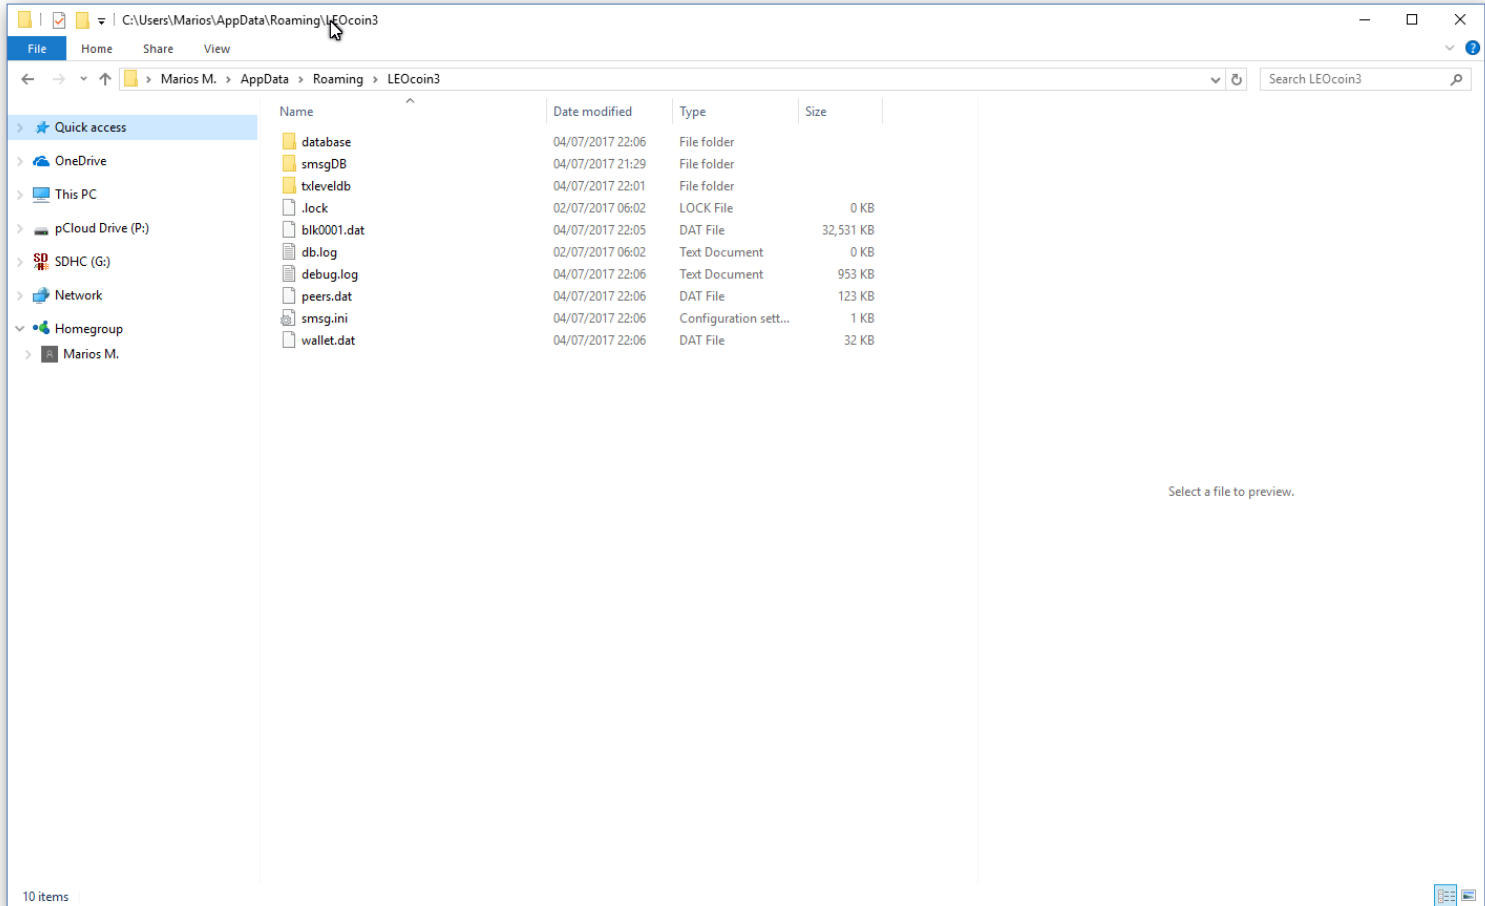 C:\Users\Marios\AppData\Roaming\LEOcoin3
File Home Share View
Marios M. > AppData > Roaming > LEOcoin3 Search LEOcoin3
Name Date modified Type Size
Quick access
OneDrive
This PC
pCloud Drive (P:)
SDHC (G:)
Network
Homegroup
Marios M.
database 04/07/2017 22:06 File folder
smsgDB 04/07/2017 21:29 File folder
txleveldb 04/07/2017 22:01 File folder
.lock 02/07/2017 06:02 LOCK File 0 KB
blk0001.dat 04/07/2017 22:05 DAT File 32,531 KB
db.log 02/07/2017 06:02 Text Document 0 KB
debug.log 04/07/2017 22:06 Text Document 953 KB
peers.dat 04/07/2017 22:06 DAT File 123 KB
smsg.ini 04/07/2017 22:06 Configuration sett... 1 KB
wallet.dat 04/07/2017 22:06 DAT File 32 KB
Select a file to preview.
10 items